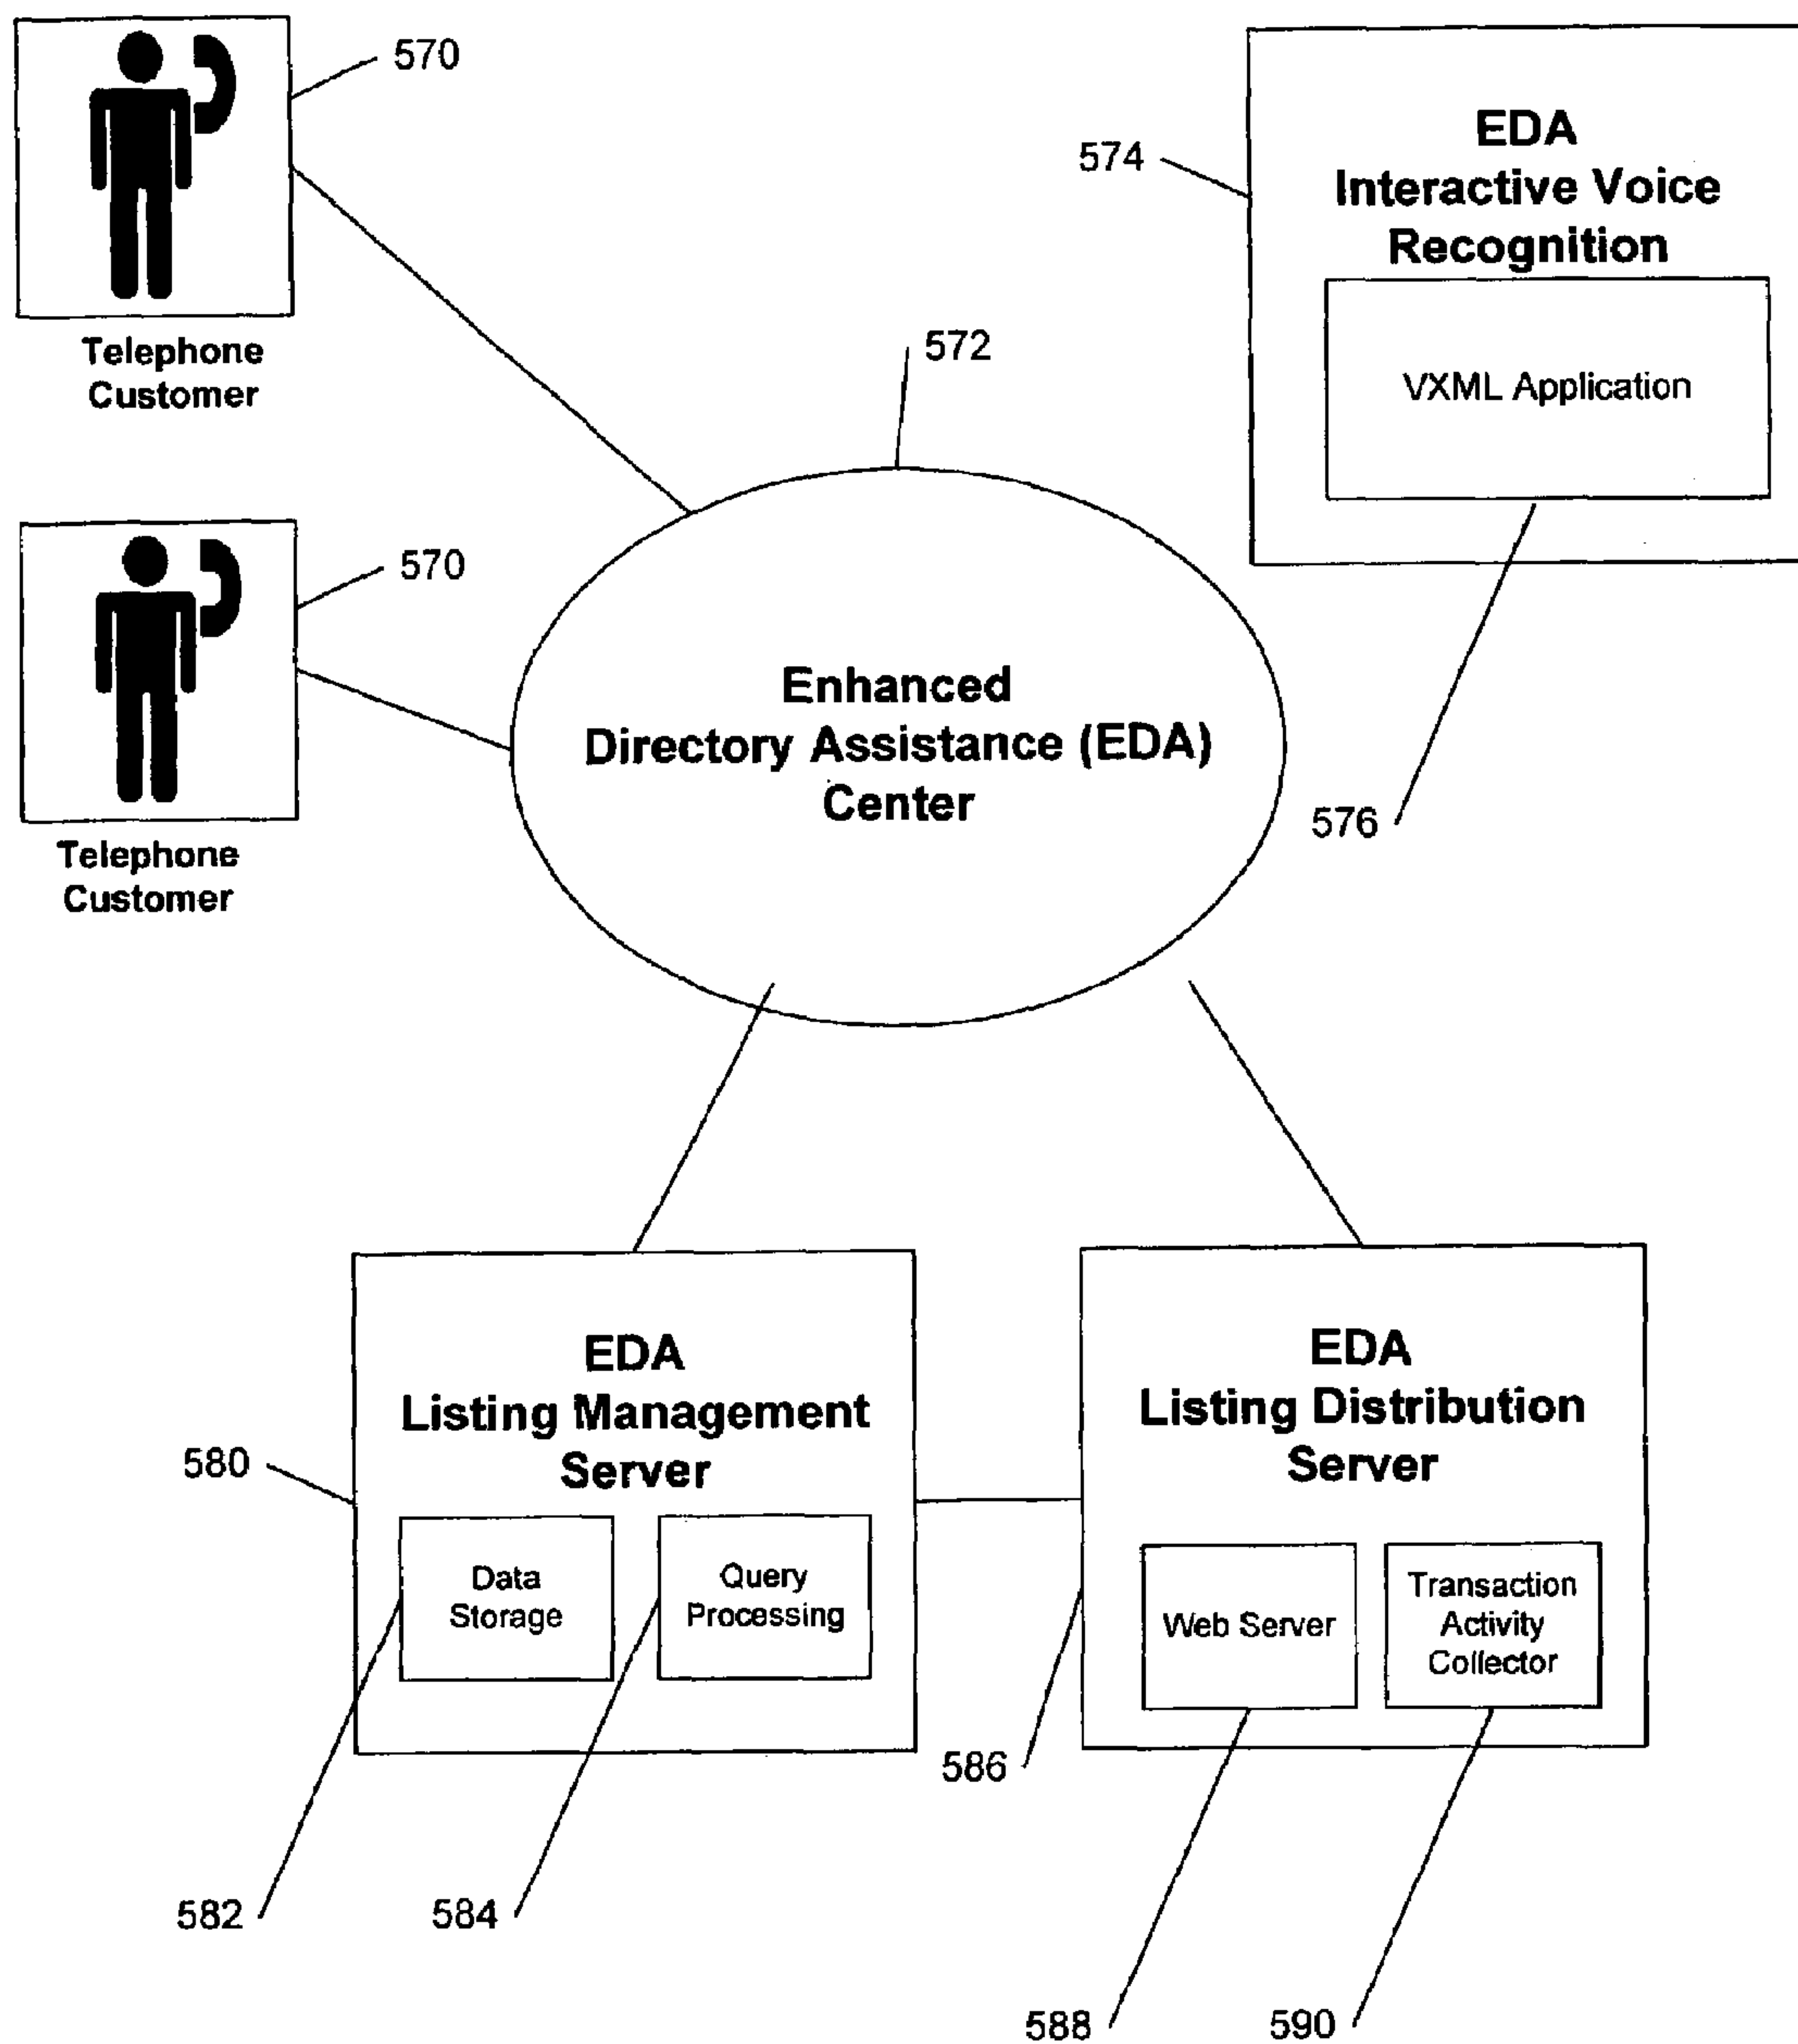 570
Telephone
Customer
574
EDA
Interactive Voice
Recognition
VXML Application
576
572
570
Telephone
Customer
Enhanced
Directory Assistance (EDA)
Center
580
EDA
Listing Management
Server
Data
Storage
Query
Processing
582
584
EDA
Listing Distribution
Server
Web Server
Transaction
Activity
Collector
586
588
590